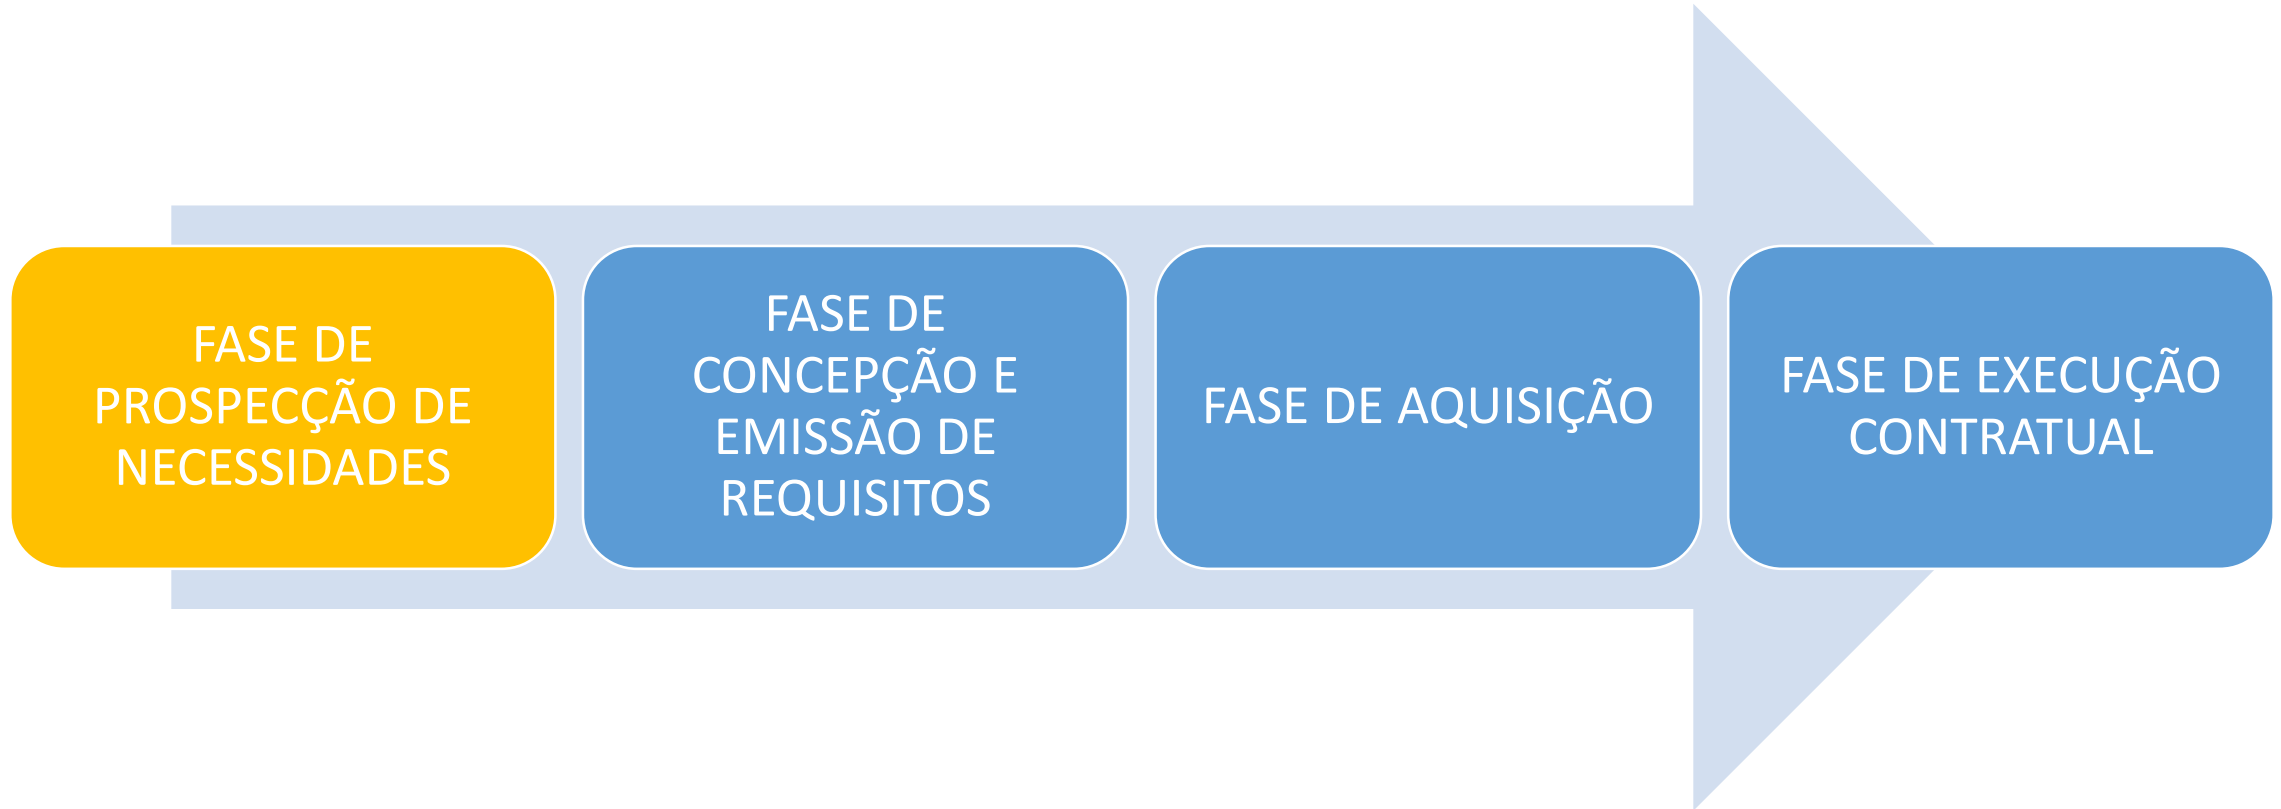 FASE DE
PROSPECÇÃO DE
NECESSIDADES
FASE DE
CONCEPÇÃO E
EMISSÃO DE
REQUISITOS
FASE DE AQUISIÇÃO
FASE DE EXECUÇÃO
CONTRATUAL